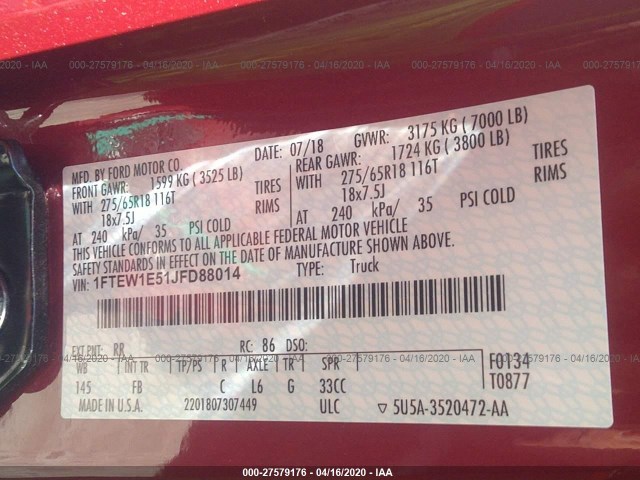 000-27579176 - 04/16/2020 - IAA
MFD. BY FORD MOTOR CO. DATE: 07/18 GVWR: 3175 KG ( 7000 LB)
FRONT GAWR: 1599 KG ( 3525 LB) REAR GAWR: 1724 KG ( 3800 LB)
WITH 275/65R18 116T TIRES WITH 275/65R18 116T TIRES
18x7.5J RIMS 18x7.5J RIMS
AT 240 kPa/ 35 PSI COLD AT 240 kPa/ 35 PSI COLD
THIS VEHICLE CONFORMS TO ALL APPLICABLE FEDERAL MOTOR VEHICLE
SAFETY STANDARDS IN EFFECT ON THE DATE OF MANUFACTURE SHOWN ABOVE.
VIN: 1FTEW1E51JFD88014 TYPE: Truck
EXT PNT: RR RC: 86 DSO:
WB INT TR TP/PS R AXLE TR SPR F0134
145 FB C L6 G 33CC T0877
MADE IN U.S.A. 2201807307449 ULC ▽ 5U5A-3520472-AA
000-27579176 - 04/16/2020 - IAA